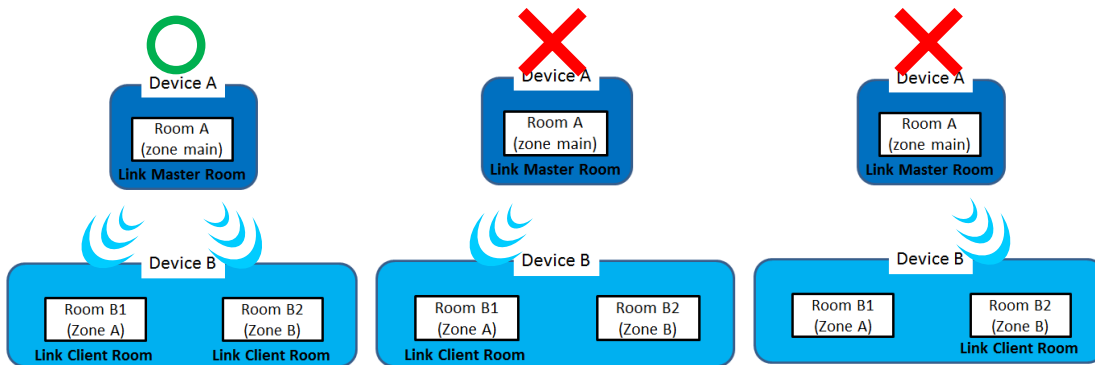 Device A
Room A
(zone main)
Link Master Room
Device B
Room B1
(Zone A)
Link Client Room
Room B2
(Zone B)
Link Client Room
Device A
Room A
(zone main)
Link Master Room
Device B
Room B1
(Zone A)
Link Client Room
Room B2
(Zone B)
Device A
Room A
(zone main)
Link Master Room
Device B
Room B1
(Zone A)
Room B2
(Zone B)
Link Client Room